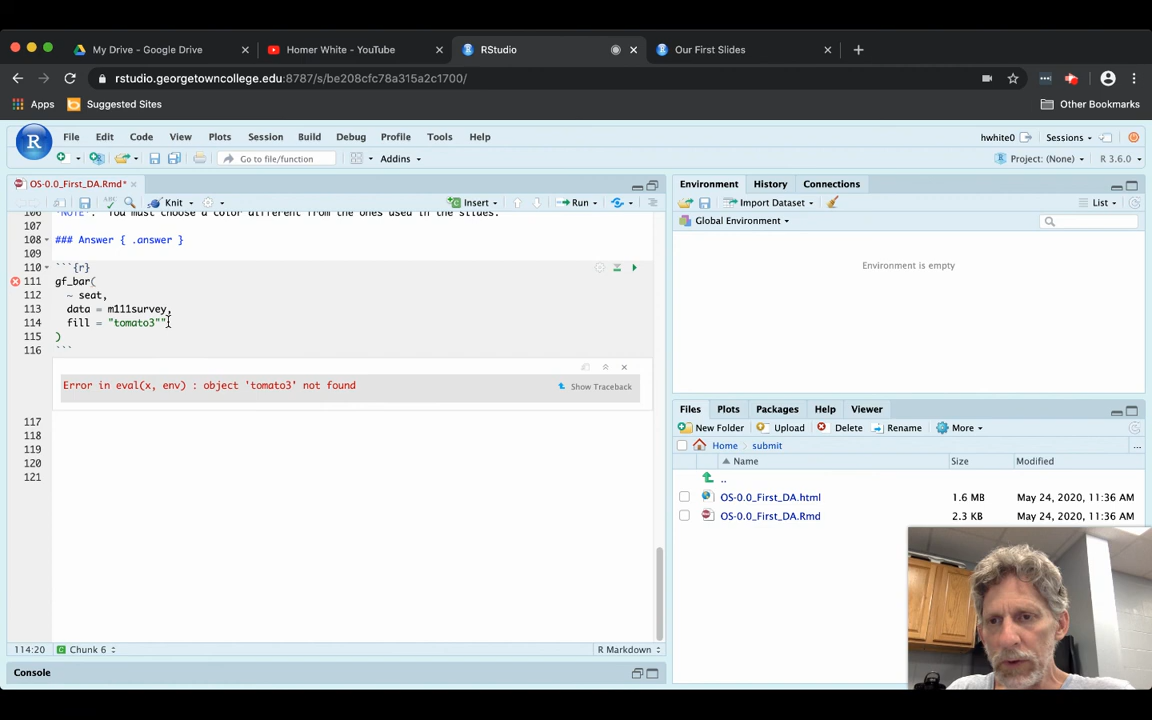 My Drive - Google Drive
Homer White - YouTube
RStudio
Our First Slides
rstudio.georgetowncollege.edu:8787/s/be208cfc78a315a2c1700/
Apps
Suggested Sites
Other Bookmarks
R
File Edit Code View Plots Session Build Debug Profile Tools Help
hwhite0 Sessions
Go to file/function Addins
Project: (None) R 3.6.0
OS-0.0_First_DA.Rmd*
Knit Insert Run
106 *NOTE*: You must choose a color different from the ones used in the slides.
107
108 ### Answer { .answer }
109
110 ```{r}
111 gf_bar(
112 ~ seat,
113 data = m111survey,
114 fill = "tomato3""
115 )
116 ```
Error in eval(x, env) : object 'tomato3' not found
Show Traceback
117
118
119
120
121
114:20 Chunk 6 R Markdown
Console
Environment History Connections
Import Dataset List
Global Environment
Environment is empty
Files Plots Packages Help Viewer
New Folder Upload Delete Rename More
Home submit ...
Name Size Modified
..
OS-0.0_First_DA.html 1.6 MB May 24, 2020, 11:36 AM
OS-0.0_First_DA.Rmd 2.3 KB May 24, 2020, 11:36 AM